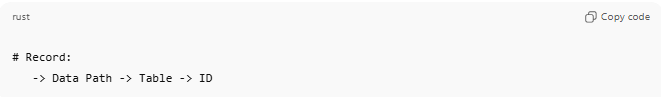 rust Copy code
# Record:
-> Data Path -> Table -> ID